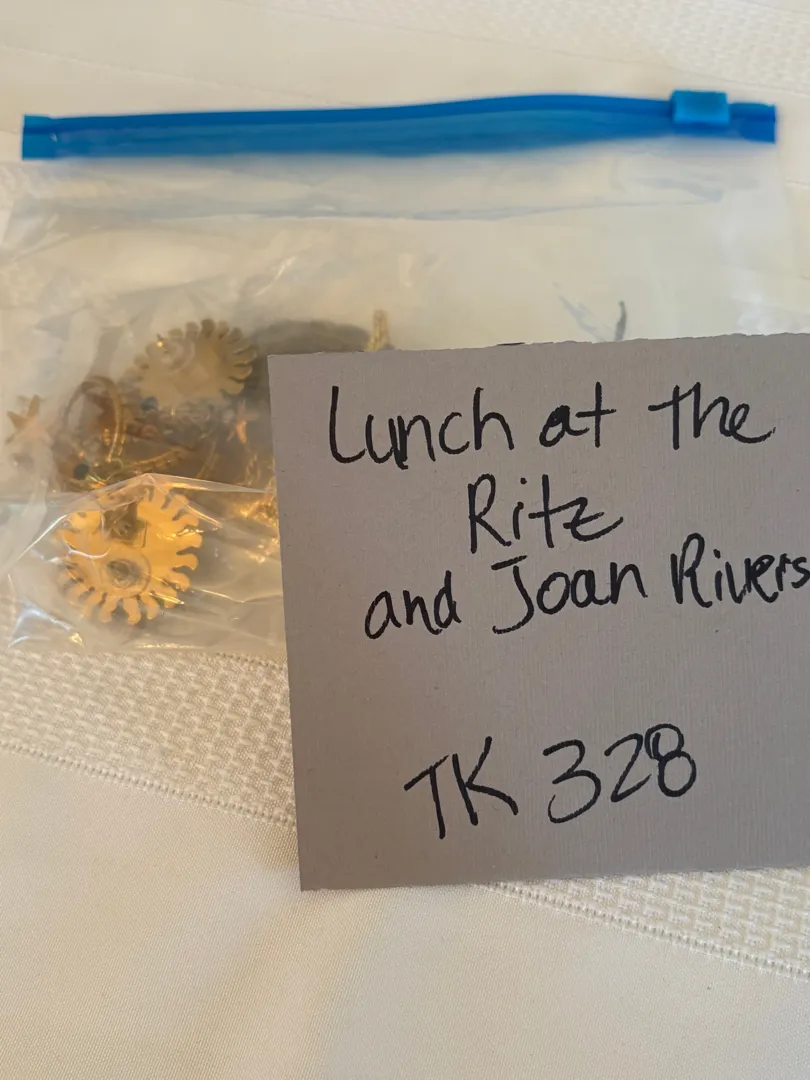 Lunch at the
Ritz
and Joan Rivers
TK 328